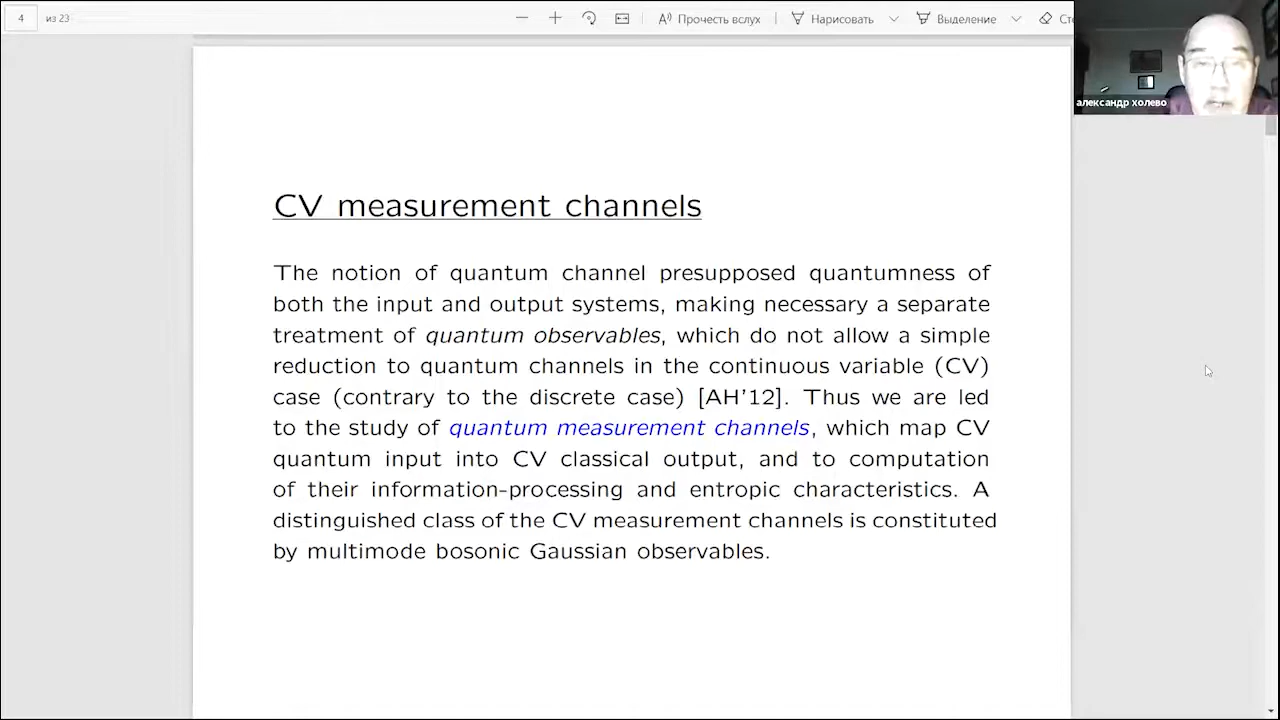 4 из 23
Прочесть вслух
Нарисовать
Выделение
александр холево
CV measurement channels
The notion of quantum channel presupposed quantumness of
both the input and output systems, making necessary a separate
treatment of quantum observables, which do not allow a simple
reduction to quantum channels in the continuous variable (CV)
case (contrary to the discrete case) [AH'12]. Thus we are led
to the study of quantum measurement channels, which map CV
quantum input into CV classical output, and to computation
of their information-processing and entropic characteristics. A
distinguished class of the CV measurement channels is constituted
by multimode bosonic Gaussian observables.